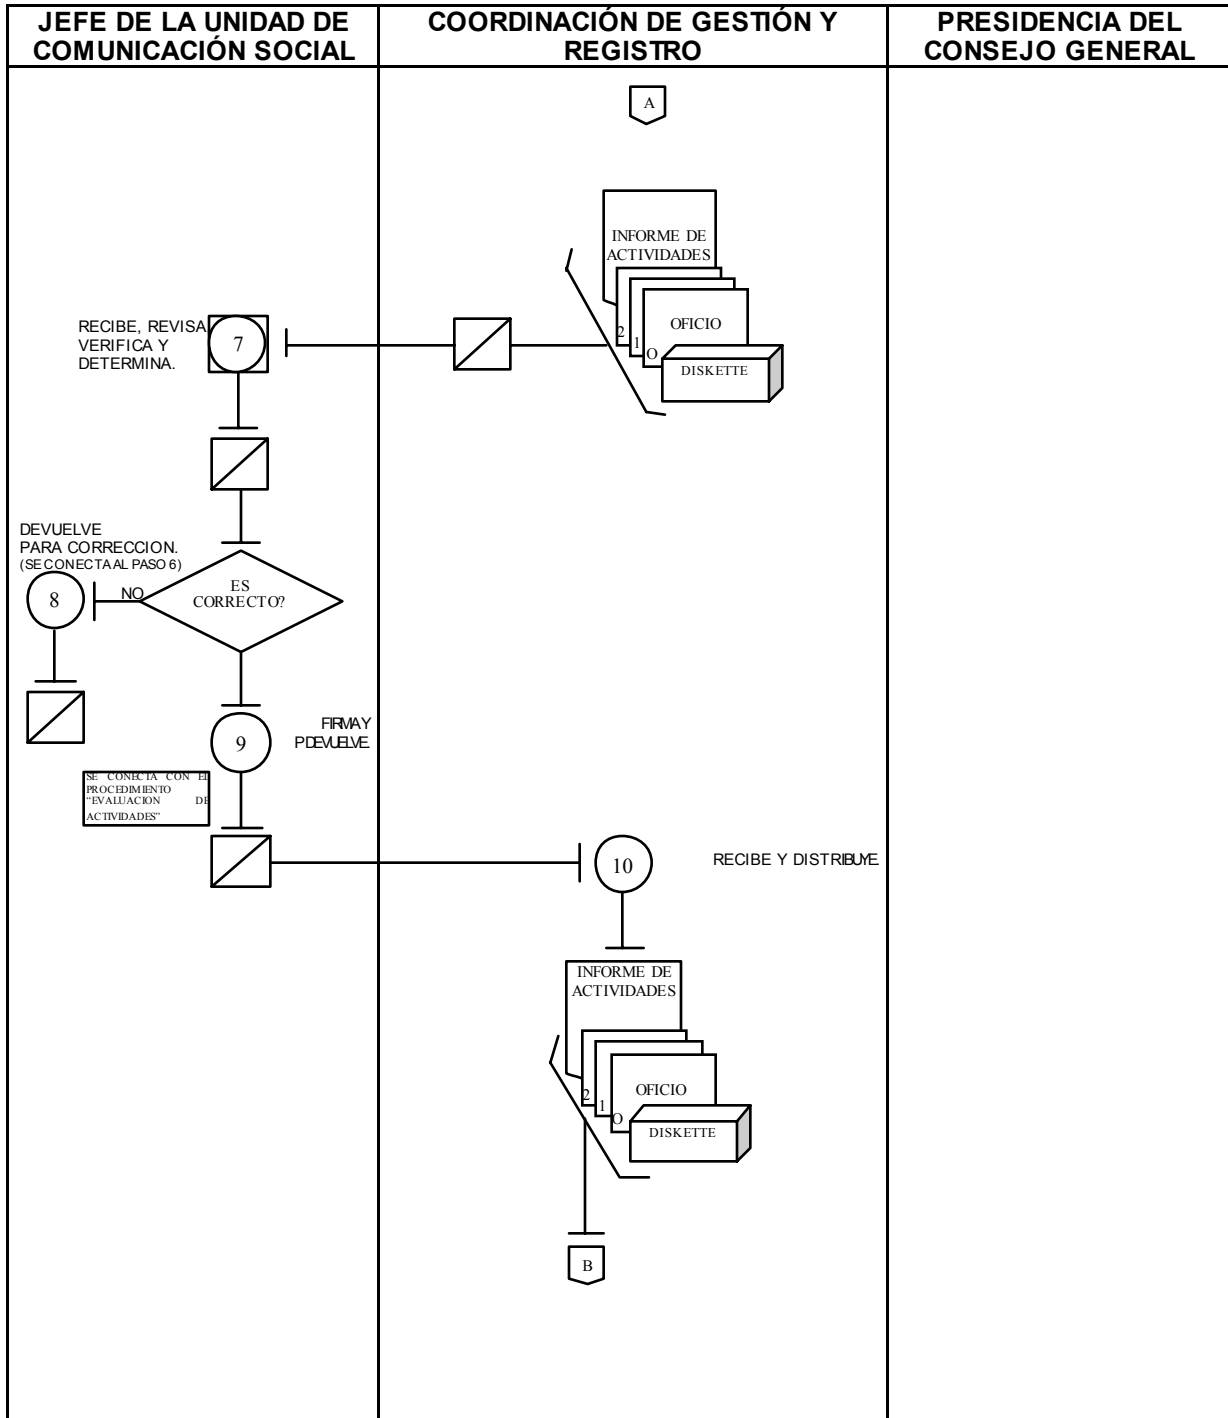 JEFE DE LA UNIDAD DE
COMUNICACIÓN SOCIAL
COORDINACIÓN DE GESTIÓN Y
REGISTRO
PRESIDENCIA DEL
CONSEJO GENERAL
A
INFORME DE
ACTIVIDADES
2
1
O
OFICIO
DISKETTE
RECIBE, REVISA
VERIFICA Y
DETERMINA.
7
DEVUELVE
PARA CORRECCION.
(SE CONECTA AL PASO 6)
8
NO
ES
CORRECTO?
9
FIRMA Y
PDEVUELVE.
SE CONECTA CON EL
PROCEDIMIENTO
“EVALUACION DE
ACTIVIDADES”
10
RECIBE Y DISTRIBUYE.
INFORME DE
ACTIVIDADES
2
1
O
OFICIO
DISKETTE
B